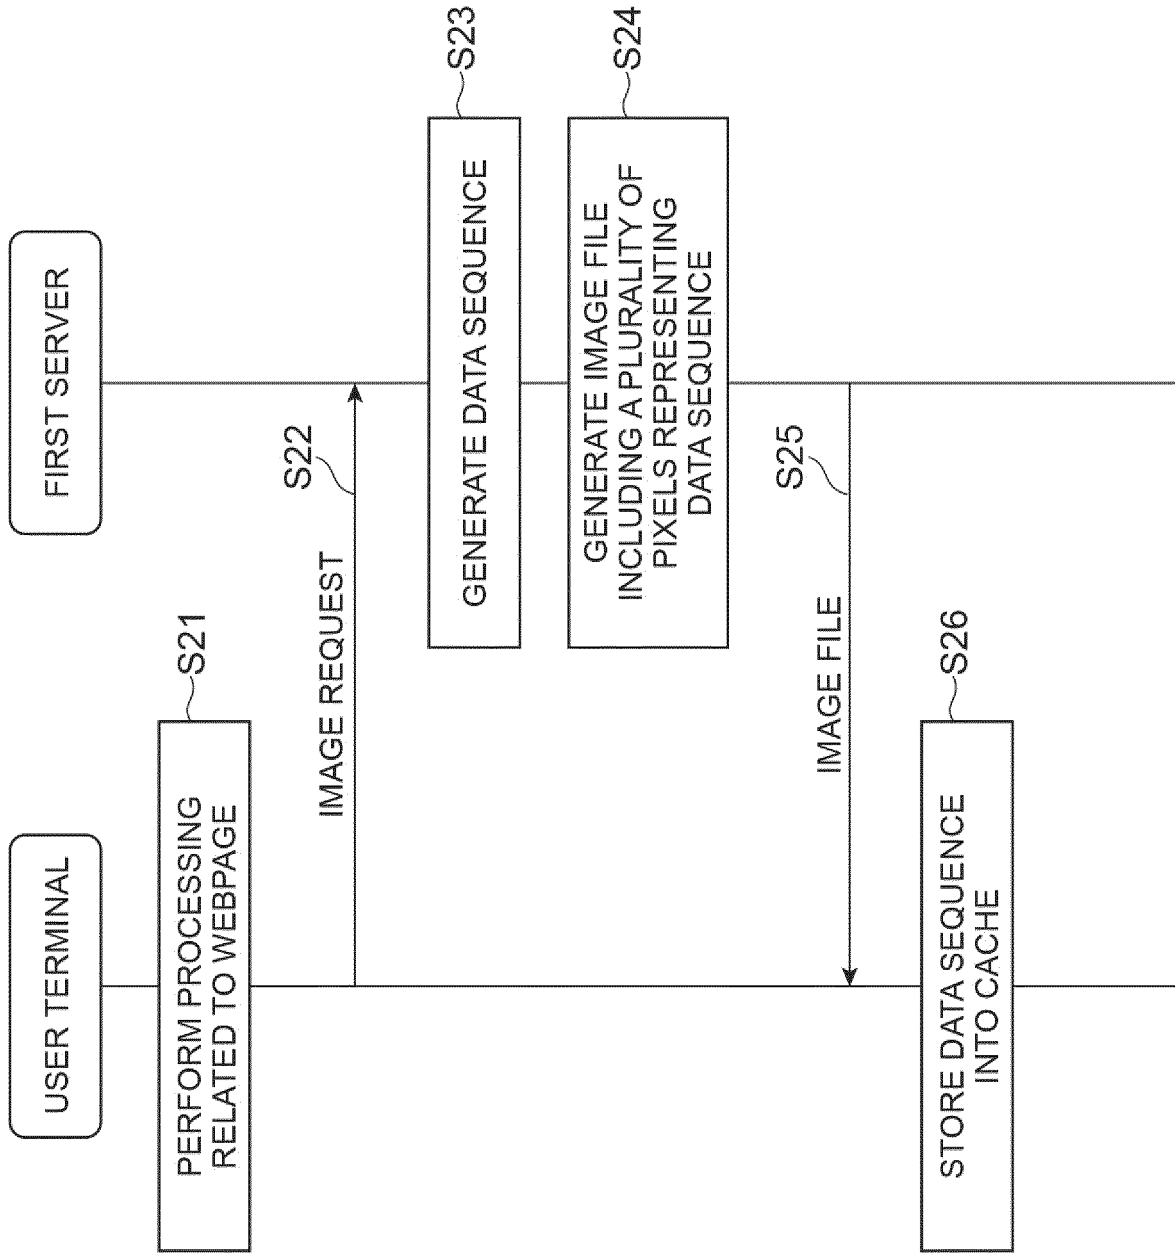 USER TERMINAL
FIRST SERVER
PERFORM PROCESSING
RELATED TO WEBPAGE
S21
IMAGE REQUEST
S22
GENERATE DATA SEQUENCE
S23
GENERATE IMAGE FILE
INCLUDING A PLURALITY OF
PIXELS REPRESENTING
DATA SEQUENCE
S24
IMAGE FILE
S25
STORE DATA SEQUENCE
INTO CACHE
S26